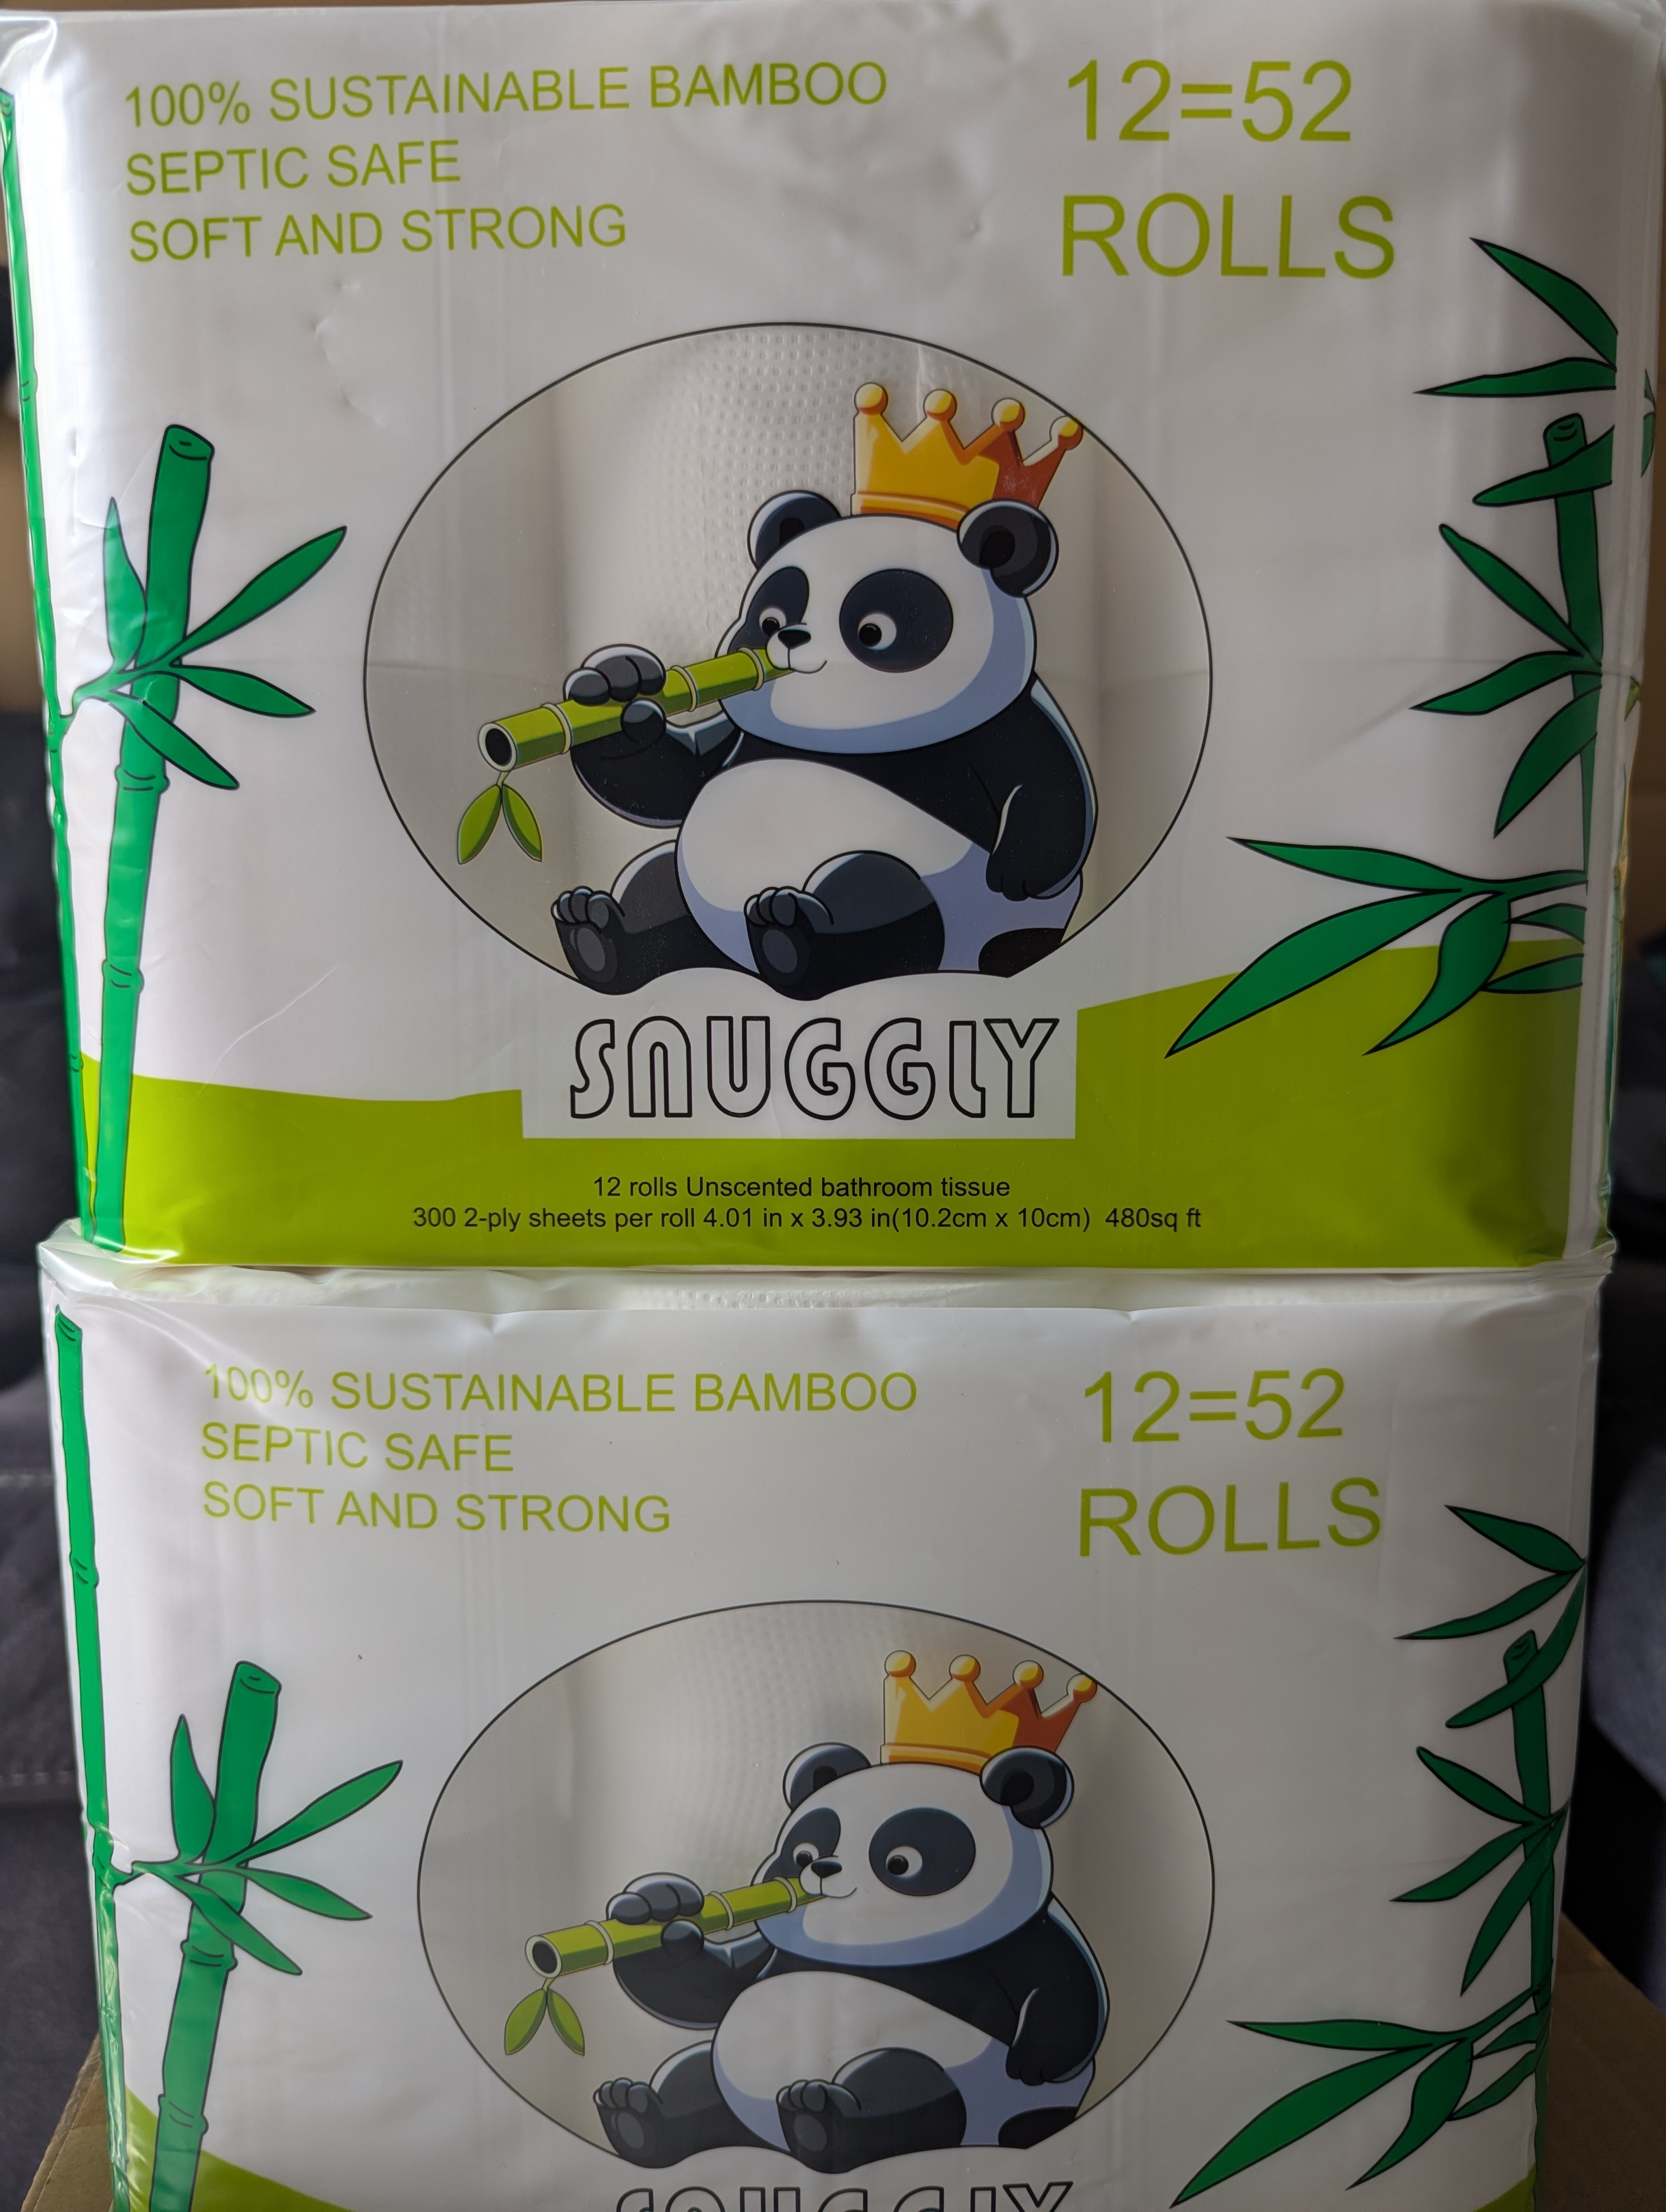 100% SUSTAINABLE BAMBOO
SEPTIC SAFE
SOFT AND STRONG
12=52
ROLLS
SNUGGLY
12 rolls Unscented bathroom tissue
300 2-ply sheets per roll 4.01 in x 3.93 in(10.2cm x 10cm) 480sq ft
100% SUSTAINABLE BAMBOO
SEPTIC SAFE
SOFT AND STRONG
12=52
ROLLS
SNUGGLY